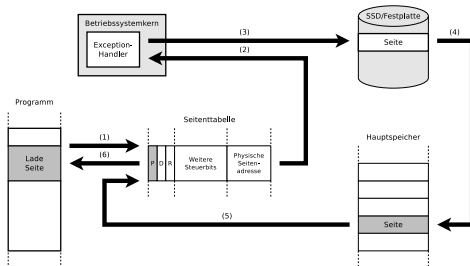 Betriebssystemkern
SSD/Festplatte
(3)
(4)
Exception-
Handler
Seite
(2)
Programm
Seitenttabelle
Hauptspeicher
(1)
Lade
Seite
(6)
P D R
Weitere
Steuerbits
Physische
Seiten-
adresse
(5)
Seite